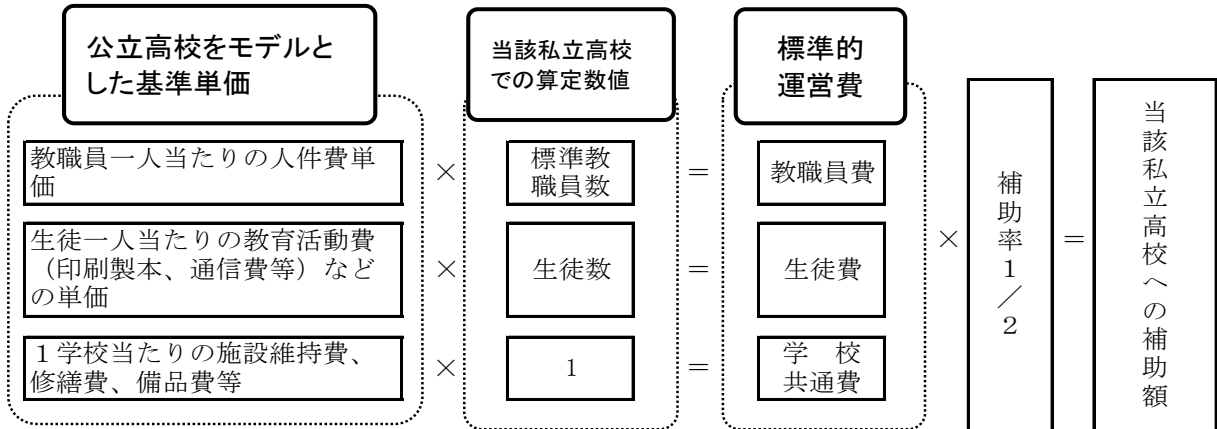 公立高校をモデルと
した基準単価
当該私立高校
での算定数値
標準的
運営費
教職員一人当たりの人件費単
価
×
標準教
職員数
=
教職員費
生徒一人当たりの教育活動費
（印刷製本、通信費等）など
の単価
×
生徒数
=
生徒費
１学校当たりの施設維持費、
修繕費、備品費等
×
1
=
学　校
共通費
×
補助率１／２
=
当該私立高校への補助額